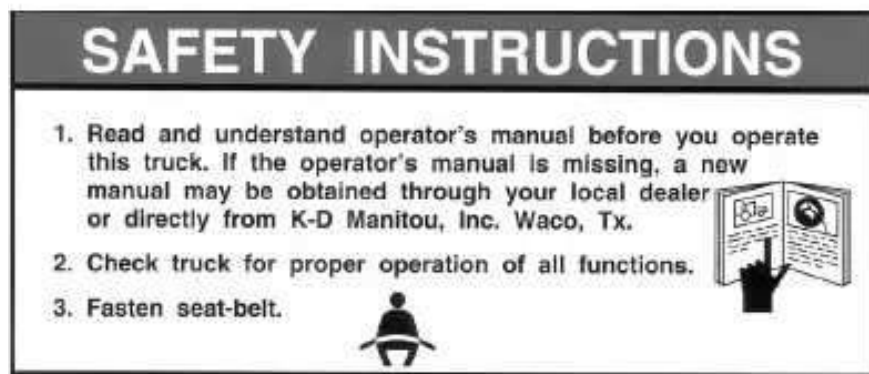 SAFETY INSTRUCTIONS
1. Read and understand operator's manual before you operate
this truck. If the operator's manual is missing, a new
manual may be obtained through your local dealer
or directly from K-D Manitou, Inc. Waco, Tx.
2. Check truck for proper operation of all functions.
3. Fasten seat-belt.